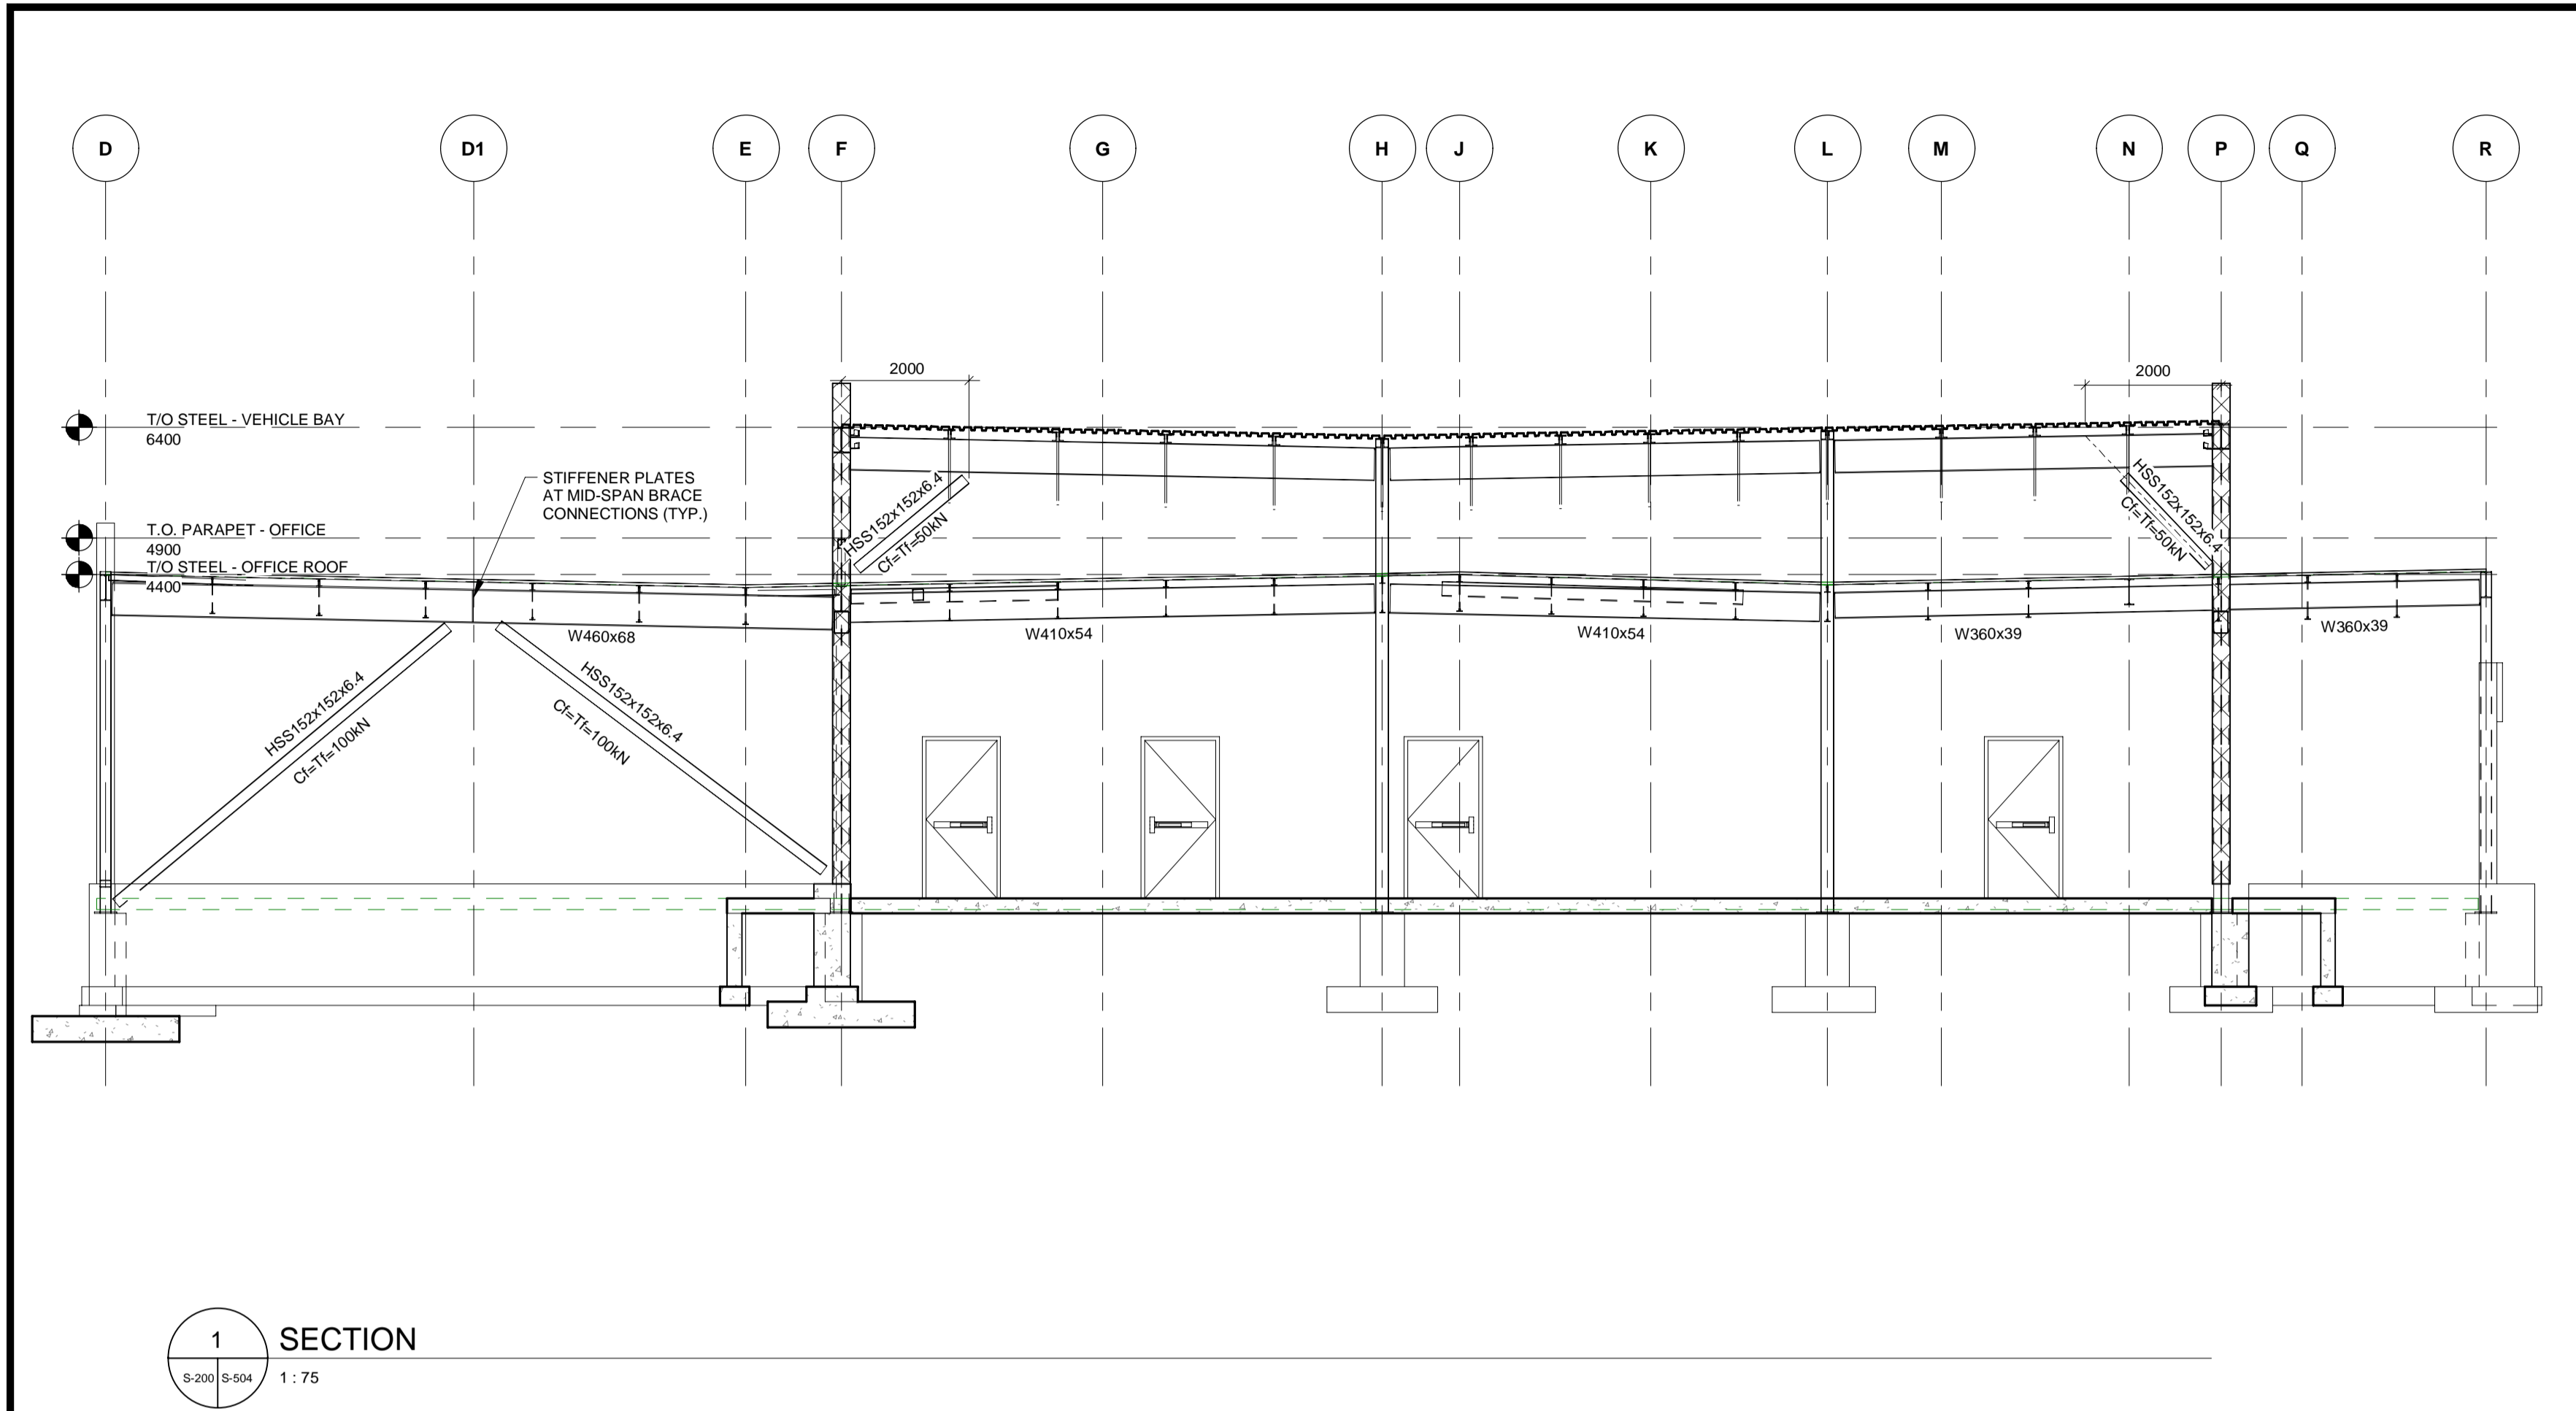 D D1 E F G H J K L M N P Q R
2000
2000
T/O STEEL - VEHICLE BAY
6400
STIFFENER PLATES
AT MID-SPAN BRACE
CONNECTIONS (TYP.)
HSS152x152x6.4
Cf=Tf=50kN
HSS152x152x6.4
Cf=Tf=50kN
T.O. PARAPET - OFFICE
4900
T/O STEEL - OFFICE ROOF
4400
W460x68
W410x54
W410x54
W360x39
W360x39
HSS152x152x6.4
Cf=Tf=100kN
HSS152x152x6.4
Cf=Tf=100kN
1
SECTION
S-200 S-504
1 : 75